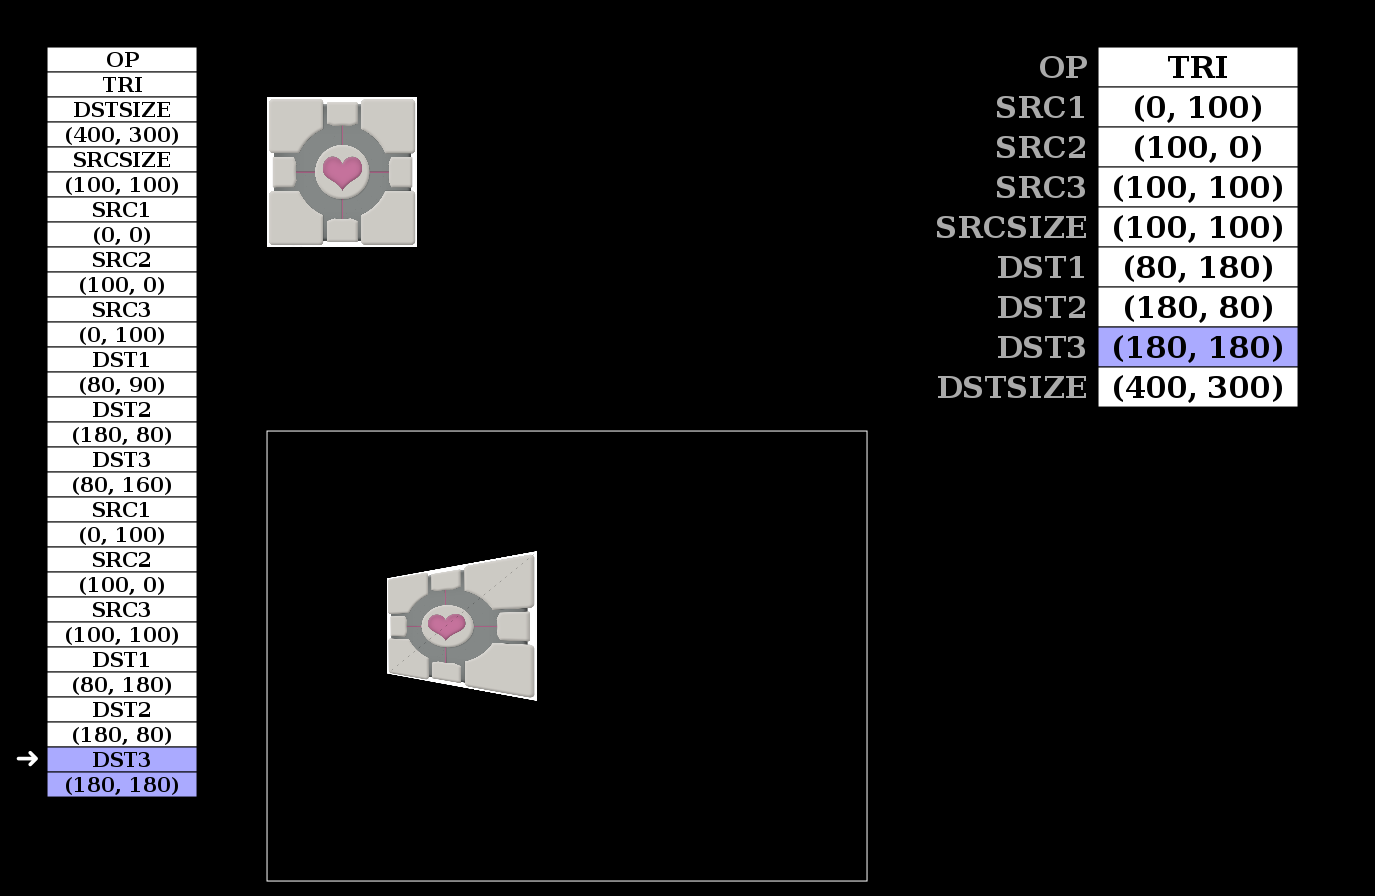 OP
TRI
DSTSIZE
(400, 300)
SRCSIZE
(100, 100)
SRC1
(0, 0)
SRC2
(100, 0)
SRC3
(0, 100)
DST1
(80, 90)
DST2
(180, 80)
DST3
(80, 160)
SRC1
(0, 100)
SRC2
(100, 0)
SRC3
(100, 100)
DST1
(80, 180)
DST2
(180, 80)
DST3
(180, 180)
OP TRI
SRC1 (0, 100)
SRC2 (100, 0)
SRC3 (100, 100)
SRCSIZE (100, 100)
DST1 (80, 180)
DST2 (180, 80)
DST3 (180, 180)
DSTSIZE (400, 300)